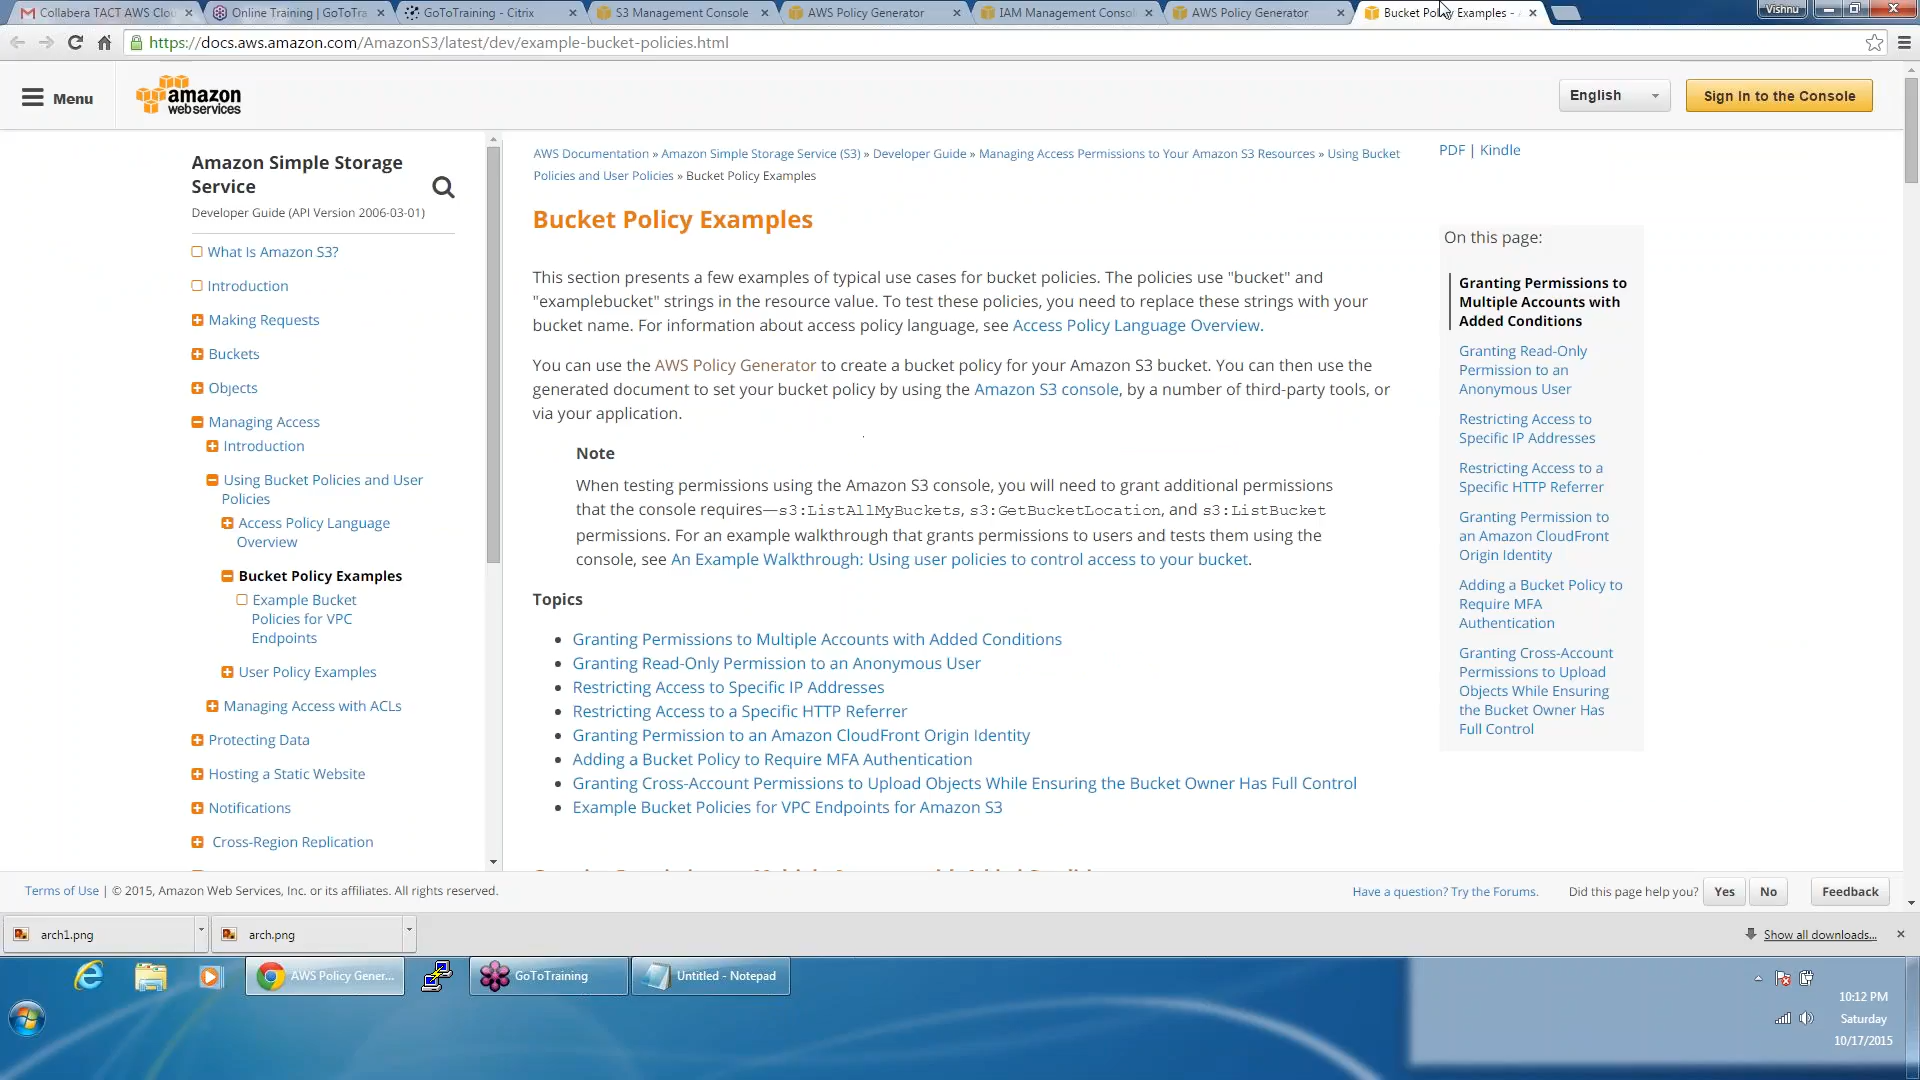 Collabera TACT AWS Clou
Online Training | GoToTra
GoToTraining - Citrix
S3 Management Console
AWS Policy Generator
IAM Management Consol
AWS Policy Generator
Bucket Policy Examples -
Vishnu
https://docs.aws.amazon.com/AmazonS3/latest/dev/example-bucket-policies.html
Menu
amazon
web services
English
Sign In to the Console
Amazon Simple Storage
Service
Developer Guide (API Version 2006-03-01)
What Is Amazon S3?
Introduction
Making Requests
Buckets
Objects
Managing Access
Introduction
Using Bucket Policies and User
Policies
Access Policy Language
Overview
Bucket Policy Examples
Example Bucket
Policies for VPC
Endpoints
User Policy Examples
Managing Access with ACLs
Protecting Data
Hosting a Static Website
Notifications
Cross-Region Replication
AWS Documentation » Amazon Simple Storage Service (S3) » Developer Guide » Managing Access Permissions to Your Amazon S3 Resources » Using Bucket
Policies and User Policies » Bucket Policy Examples
Bucket Policy Examples
This section presents a few examples of typical use cases for bucket policies. The policies use "bucket" and
"examplebucket" strings in the resource value. To test these policies, you need to replace these strings with your
bucket name. For information about access policy language, see Access Policy Language Overview.
You can use the AWS Policy Generator to create a bucket policy for your Amazon S3 bucket. You can then use the
generated document to set your bucket policy by using the Amazon S3 console, by a number of third-party tools, or
via your application.
Note
When testing permissions using the Amazon S3 console, you will need to grant additional permissions
that the console requires—s3:ListAllMyBuckets, s3:GetBucketLocation, and s3:ListBucket
permissions. For an example walkthrough that grants permissions to users and tests them using the
console, see An Example Walkthrough: Using user policies to control access to your bucket.
Topics
• Granting Permissions to Multiple Accounts with Added Conditions
• Granting Read-Only Permission to an Anonymous User
• Restricting Access to Specific IP Addresses
• Restricting Access to a Specific HTTP Referrer
• Granting Permission to an Amazon CloudFront Origin Identity
• Adding a Bucket Policy to Require MFA Authentication
• Granting Cross-Account Permissions to Upload Objects While Ensuring the Bucket Owner Has Full Control
• Example Bucket Policies for VPC Endpoints for Amazon S3
PDF | Kindle
On this page:
Granting Permissions to
Multiple Accounts with
Added Conditions
Granting Read-Only
Permission to an
Anonymous User
Restricting Access to
Specific IP Addresses
Restricting Access to a
Specific HTTP Referrer
Granting Permission to
an Amazon CloudFront
Origin Identity
Adding a Bucket Policy to
Require MFA
Authentication
Granting Cross-Account
Permissions to Upload
Objects While Ensuring
the Bucket Owner Has
Full Control
Terms of Use | © 2015, Amazon Web Services, Inc. or its affiliates. All rights reserved.
Have a question? Try the Forums.
Did this page help you?
Yes
No
Feedback
arch1.png
arch.png
Show all downloads...
AWS Policy Gener...
GoToTraining
Untitled - Notepad
10:12 PM
Saturday
10/17/2015